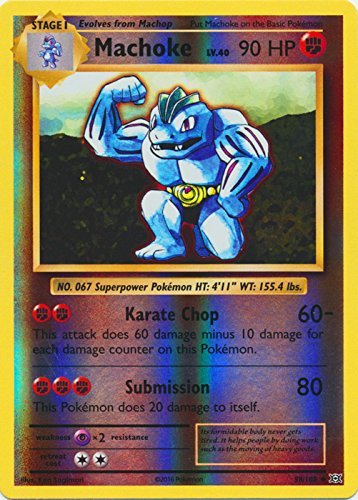 STAGE 1 Evolves from Machop Put Machoke on the Basic Pokémon
Machoke LV.40 90 HP
NO. 067 Superpower Pokémon HT: 4'11" WT: 155.4 lbs.
Karate Chop 60-
This attack does 60 damage minus 10 damage for
each damage counter on this Pokémon.
Submission 80
This Pokémon does 20 damage to itself.
weakness ×2 resistance
retreat
cost
Its formidable body never gets
tired. It helps people by doing work
such as the moving of heavy goods.
Illus. Ken Sugimori ©2016 Pokémon /108